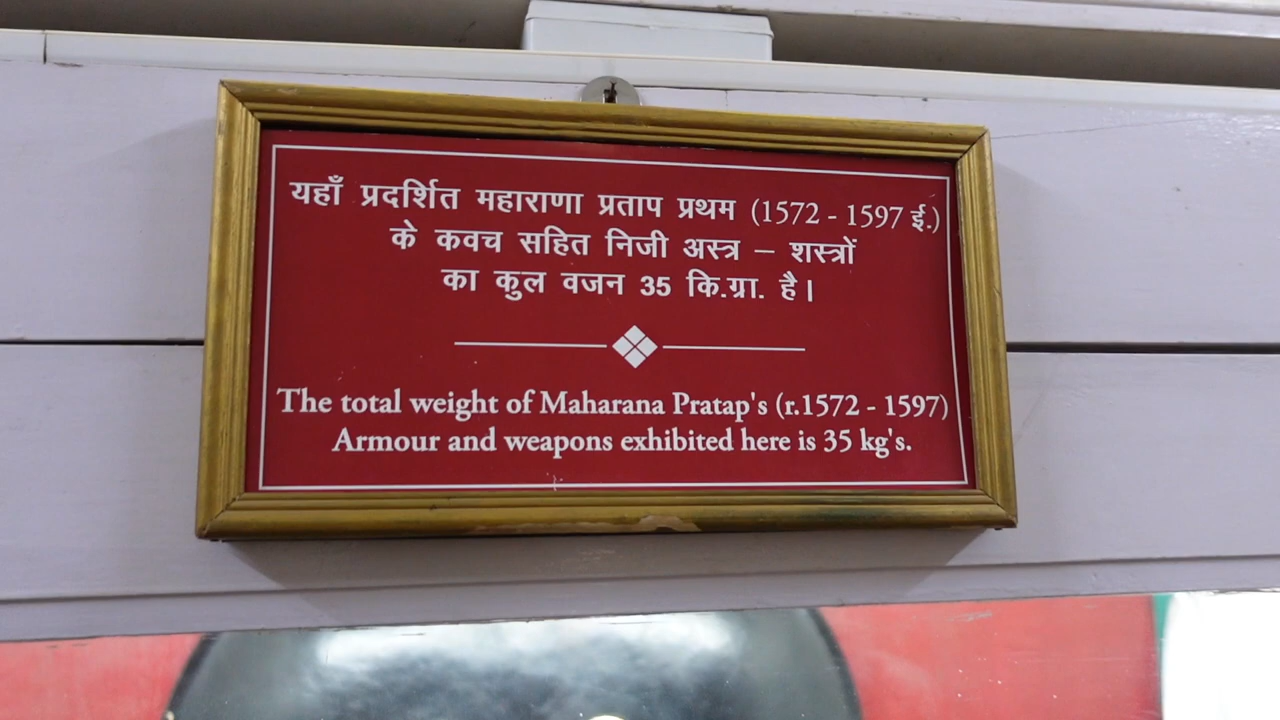 यहाँ प्रदर्शित महाराणा प्रताप प्रथम (1572 - 1597 ई.)
के कवच सहित निजी अस्त्र – शस्त्रों
का कुल वजन 35 कि.ग्रा. है।
The total weight of Maharana Pratap's (r.1572 - 1597)
Armour and weapons exhibited here is 35 kg's.